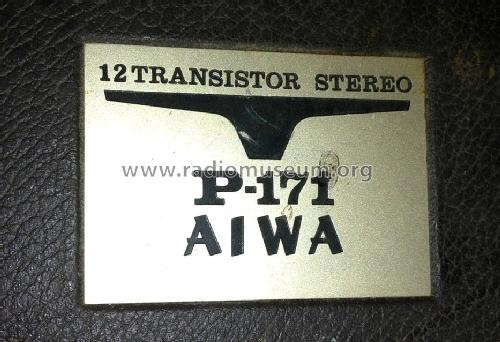 12 TRANSISTOR STEREO
www.radiomuseum.org
P-171
AIWA